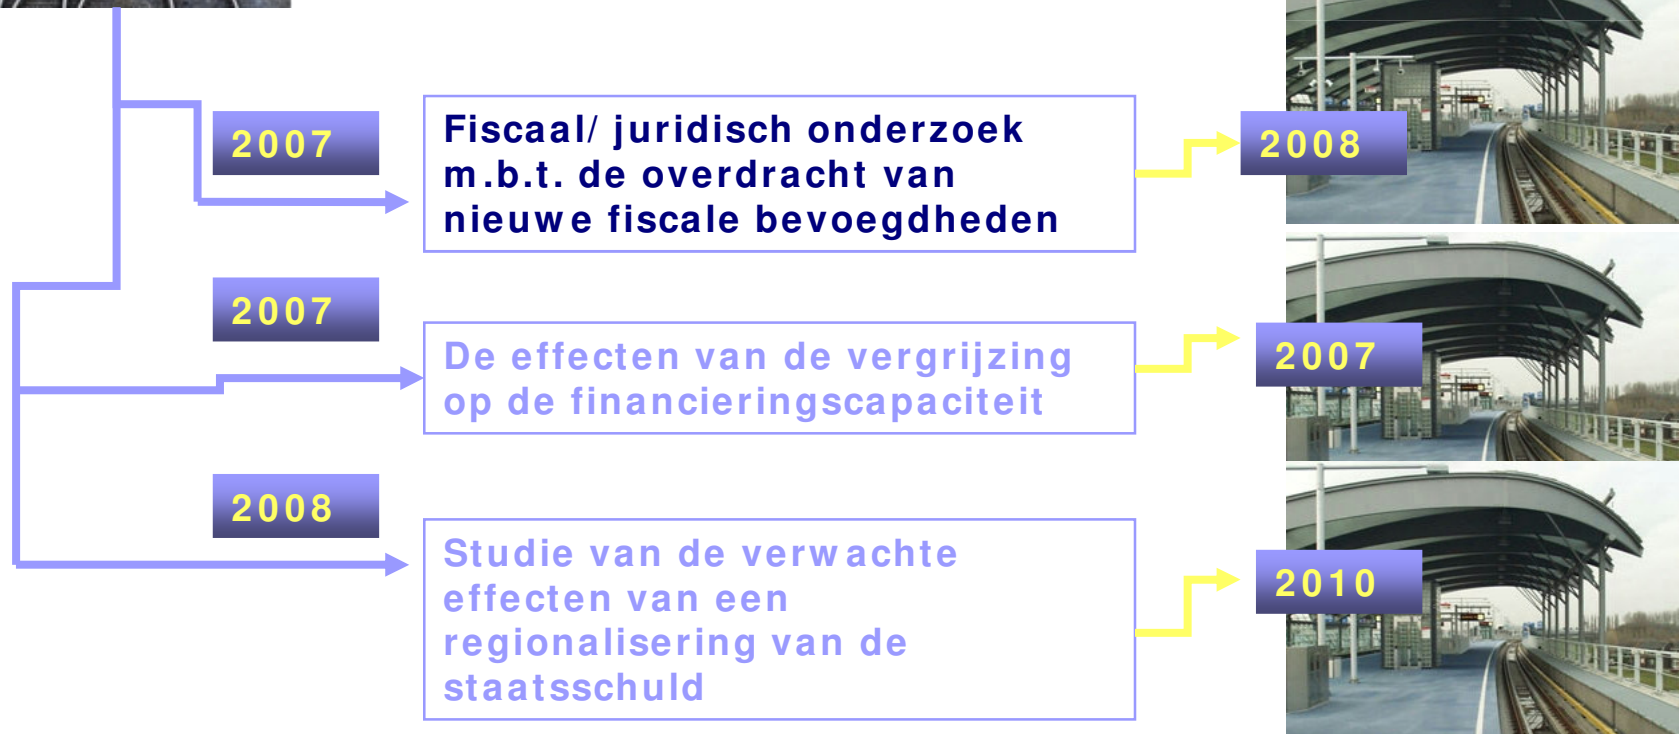 2007
Fiscaal/ juridisch onderzoek
m.b.t. de overdracht van
nieuwe fiscale bevoegdheden
2008
2007
De effecten van de vergrijzing
op de financieringscapaciteit
2007
2008
Studie van de verwachte
effecten van een
regionalisering van de
staatsschuld
2010